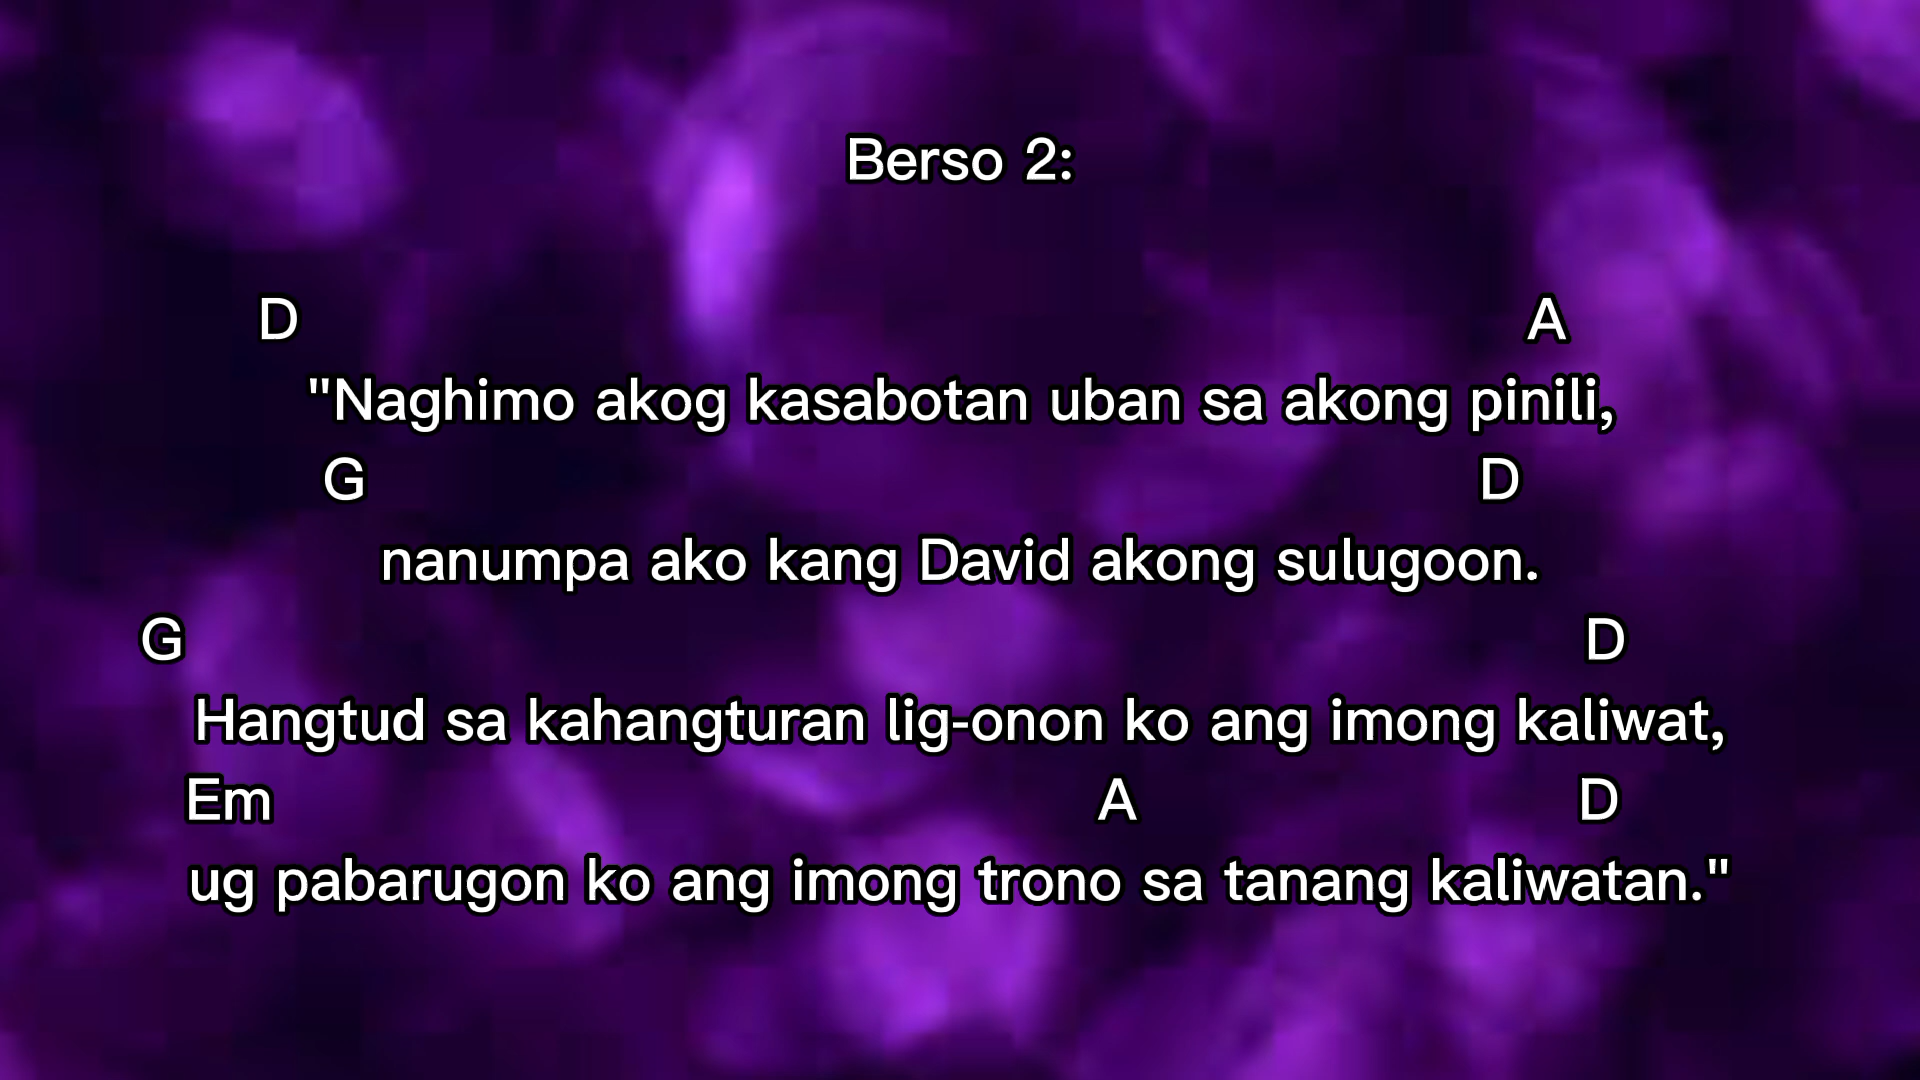 Berso 2:
D A
"Naghimo akog kasabotan uban sa akong pinili,
G D
nanumpa ako kang David akong sulugoon.
G D
Hangtud sa kahangturan lig-onon ko ang imong kaliwat,
Em A D
ug pabarugon ko ang imong trono sa tanang kaliwatan."